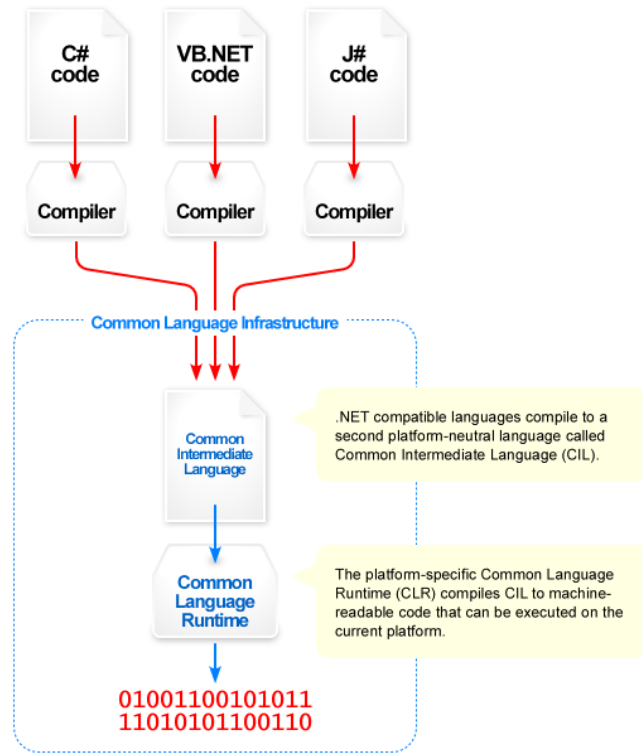 C#
code
VB.NET
code
J#
code
Compiler
Compiler
Compiler
Common Language Infrastructure
Common
Intermediate
Language
.NET compatible languages compile to a
second platform-neutral language called
Common Intermediate Language (CIL).
Common
Language
Runtime
The platform-specific Common Language
Runtime (CLR) compiles CIL to machine-
readable code that can be executed on the
current platform.
01001100101011
11010101100110